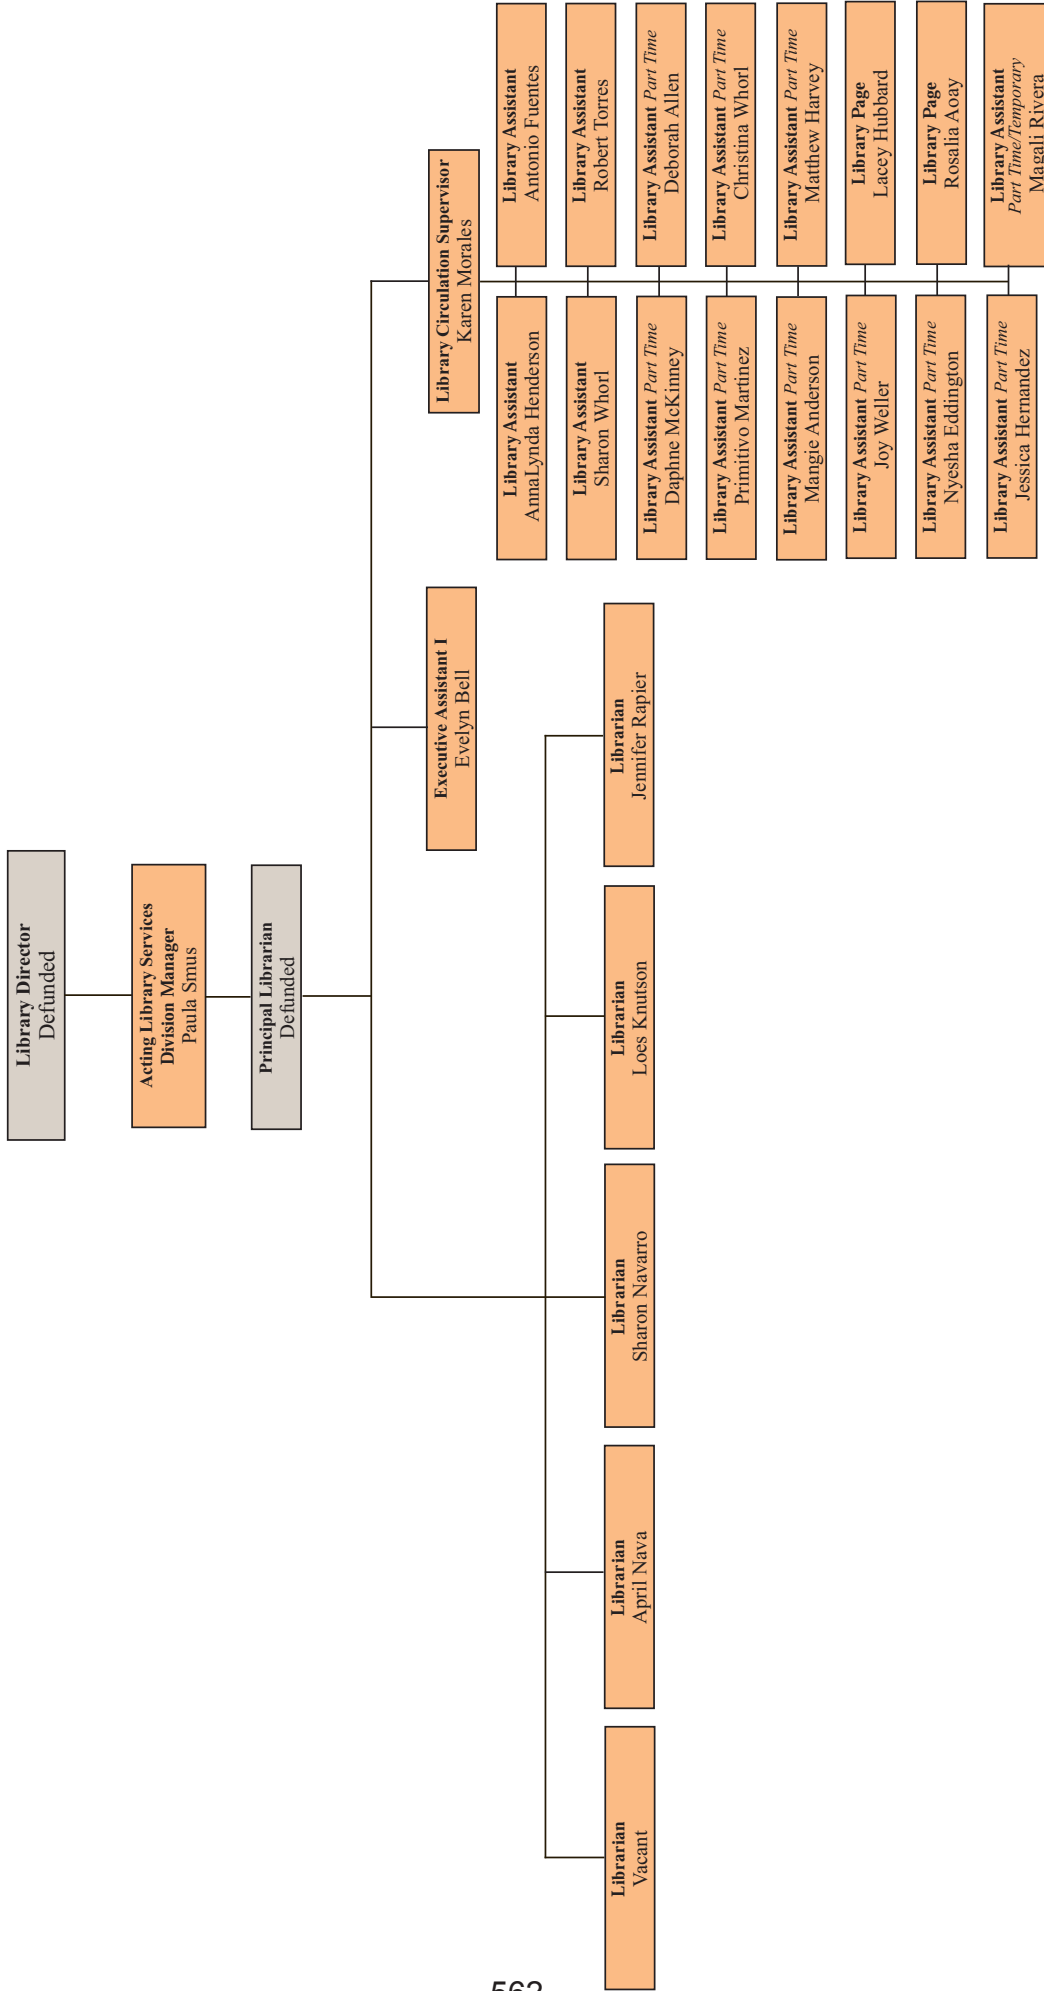 Library Director
Defunded
Acting Library Services
Division Manager
Paula Smus
Principal Librarian
Defunded
Librarian
Vacant
Librarian
April Nava
Librarian
Sharon Navarro
Librarian
Loes Knutson
Librarian
Jennifer Rapier
Executive Assistant I
Evelyn Bell
Library Circulation Supervisor
Karen Morales
Library Assistant
AnnaLynda Henderson
Library Assistant
Antonio Fuentes
Library Assistant
Sharon Whorl
Library Assistant
Robert Torres
Library Assistant Part Time
Daphne McKinney
Library Assistant Part Time
Deborah Allen
Library Assistant Part Time
Primitivo Martinez
Library Assistant Part Time
Christina Whorl
Library Assistant Part Time
Mangie Anderson
Library Assistant Part Time
Matthew Harvey
Library Assistant Part Time
Joy Weller
Library Page
Lacey Hubbard
Library Assistant Part Time
Nyesha Eddington
Library Page
Rosalia Aoay
Library Assistant Part Time
Jessica Hernandez
Library Assistant
Part Time/Temporary
Magali Rivera